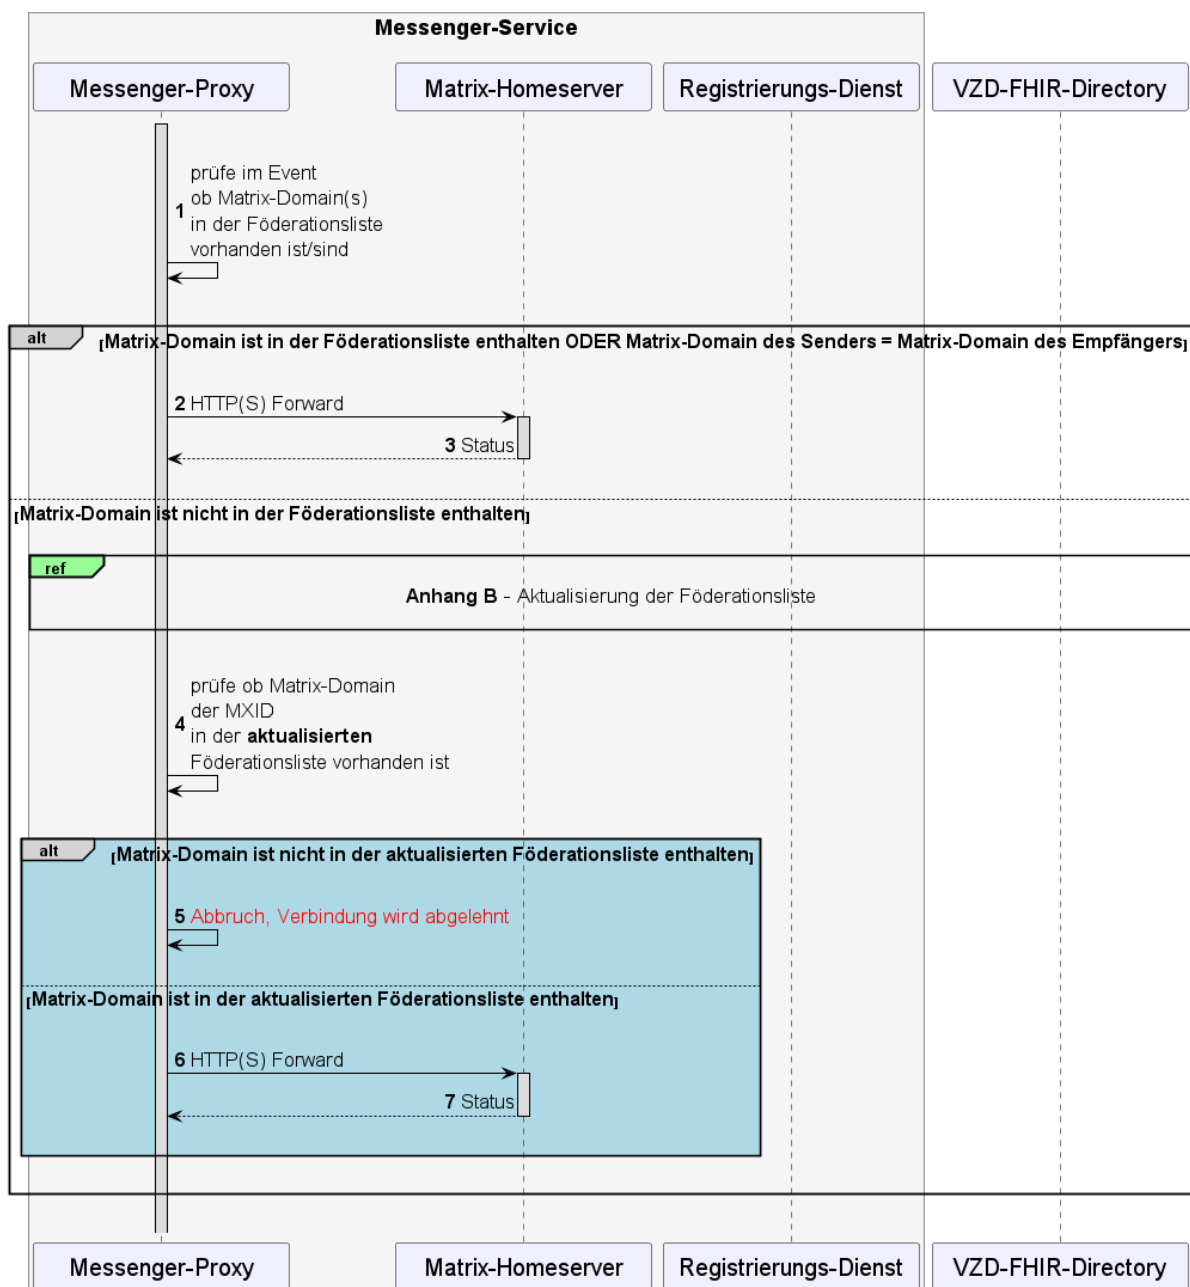 Messenger-Service
Messenger-Proxy
Matrix-Homeserver
Registrierungs-Dienst
VZD-FHIR-Directory
prüfe im Event
ob Matrix-Domain(s)
1 in der Föderationsliste
vorhanden ist/sind
alt [Matrix-Domain ist in der Föderationsliste enthalten ODER Matrix-Domain des Senders = Matrix-Domain des Empfängers]
2 HTTP(S) Forward
3 Status
[Matrix-Domain ist nicht in der Föderationsliste enthalten]
ref
Anhang B - Aktualisierung der Föderationsliste
prüfe ob Matrix-Domain
der MXID
4 in der aktualisierten
Föderationsliste vorhanden ist
alt [Matrix-Domain ist nicht in der aktualisierten Föderationsliste enthalten]
5 Abbruch, Verbindung wird abgelehnt
[Matrix-Domain ist in der aktualisierten Föderationsliste enthalten]
6 HTTP(S) Forward
7 Status
Messenger-Proxy
Matrix-Homeserver
Registrierungs-Dienst
VZD-FHIR-Directory